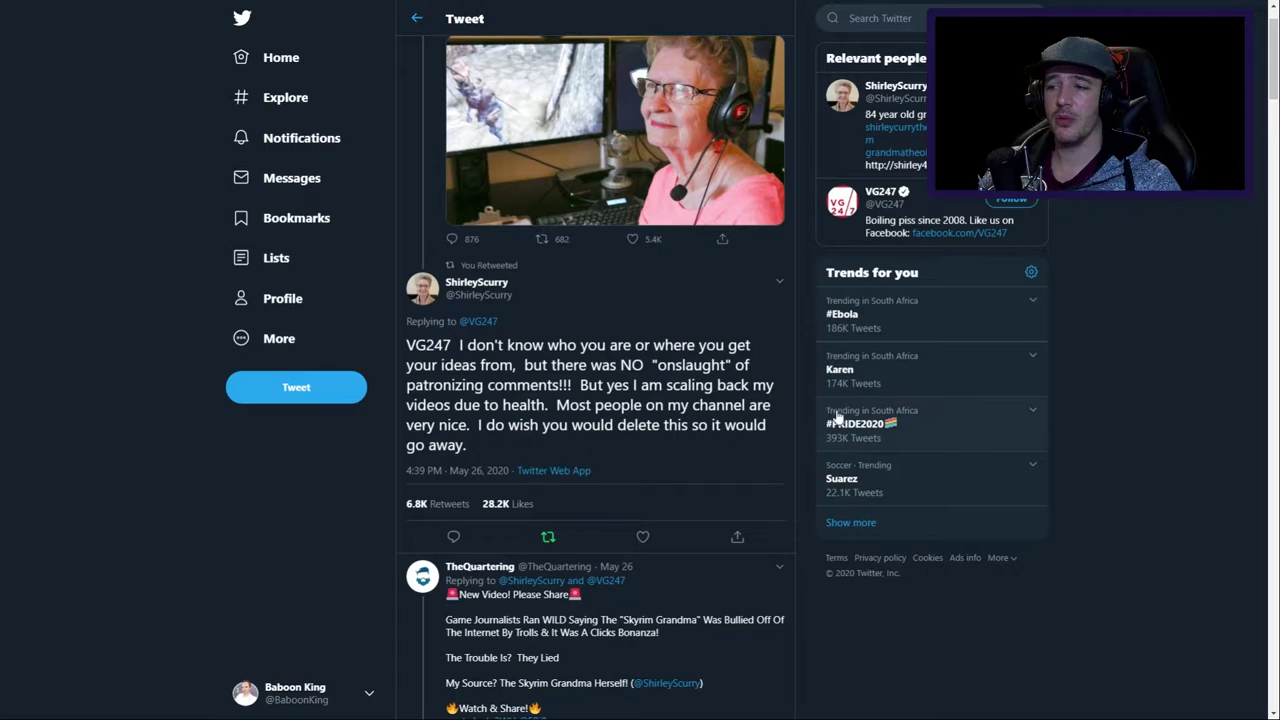 Tweet
Search Twitter
Home
Explore
Notifications
Messages
Bookmarks
Lists
Profile
More
Tweet
Baboon King
@BaboonKing
876
682
5.4K
You Retweeted
ShirleyScurry
@ShirleyScurry
Replying to @VG247
VG247 I don't know who you are or where you get
your ideas from, but there was NO "onslaught" of
patronizing comments!!! But yes I am scaling back my
videos due to health. Most people on my channel are
very nice. I do wish you would delete this so it would
go away.
4:39 PM · May 26, 2020 · Twitter Web App
6.8K Retweets 28.2K Likes
TheQuartering @TheQuartering · May 26
Replying to @ShirleyScurry and @VG247
🚨New Video! Please Share🚨
Game Journalists Ran WILD Saying The "Skyrim Grandma" Was Bullied Off Of
The Internet By Trolls & It Was A Clicks Bonanza!
The Trouble Is? They Lied
My Source? The Skyrim Grandma Herself! (@ShirleyScurry)
🔥Watch & Share!🔥
Relevant people
ShirleyScurry
@ShirleyScurr
84 year old gr
shirleycurrythe
m
grandmatheol
http://shirley4
VG247
@VG247
Follow
VG
24/7
Boiling piss since 2008. Like us on
Facebook: facebook.com/VG247
Trends for you
Trending in South Africa
#Ebola
186K Tweets
Trending in South Africa
Karen
174K Tweets
Trending in South Africa
#PRIDE2020
393K Tweets
Soccer · Trending
Suarez
22.1K Tweets
Show more
Terms Privacy policy Cookies Ads info More
© 2020 Twitter, Inc.